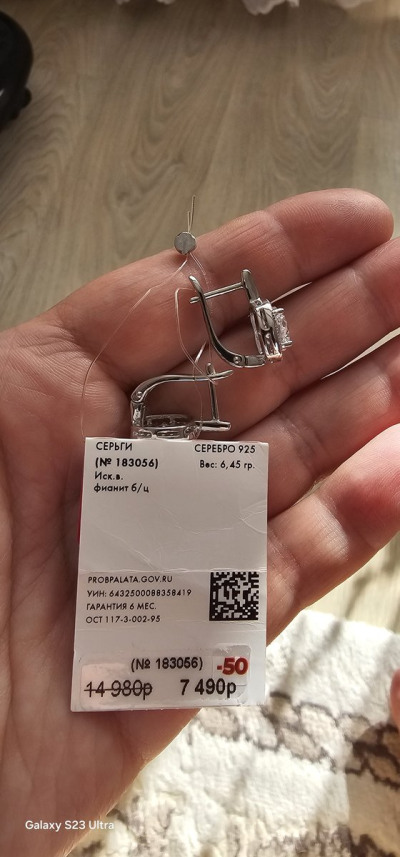 СЕРЬГИ СЕРЕБРО 925
(№ 183056) Вес: 6,45 гр.
Иск.в.
фианит б/ц
PROBPALATA.GOV.RU
УИН: 6432500088358419
ГАРАНТИЯ 6 МЕС.
ОСТ 117-3-002-95
(№ 183056) -50
14 980р 7 490р
Galaxy S23 Ultra